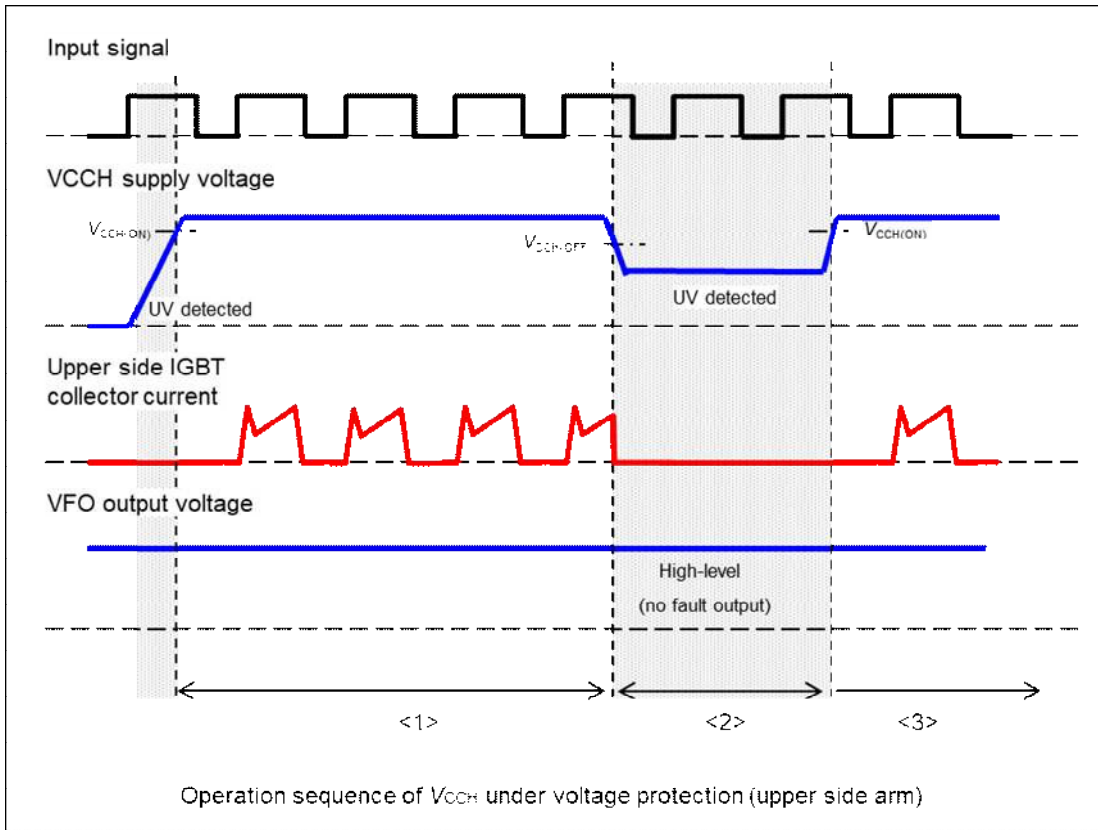 Input signal
VCCH supply voltage
VCCH(ON)
VCCH(OFF
VCCH(ON)
UV detected
UV detected
Upper side IGBT
collector current
VFO output voltage
High-level
(no fault output)
<1>
<2>
<3>
Operation sequence of VCCH under voltage protection (upper side arm)